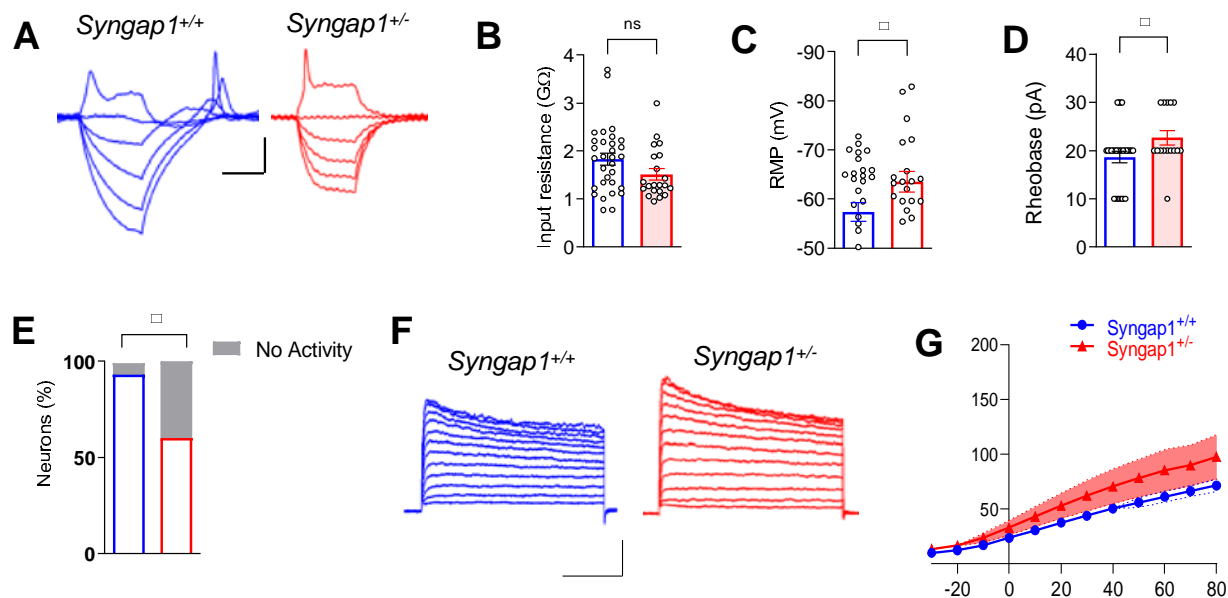 A
Syngap1+/+
Syngap1+/-
B
ns
Input resistance (GΩ)
4
3
2
1
0
C
□
RMP (mV)
-90
-80
-70
-60
-50
D
□
Rheobase (pA)
40
30
20
10
0
E
□
Neurons (%)
100
50
0
No Activity
F
Syngap1+/+
Syngap1+/-
G
Syngap1+/+
Syngap1+/-
200
150
100
50
-20
0
20
40
60
80